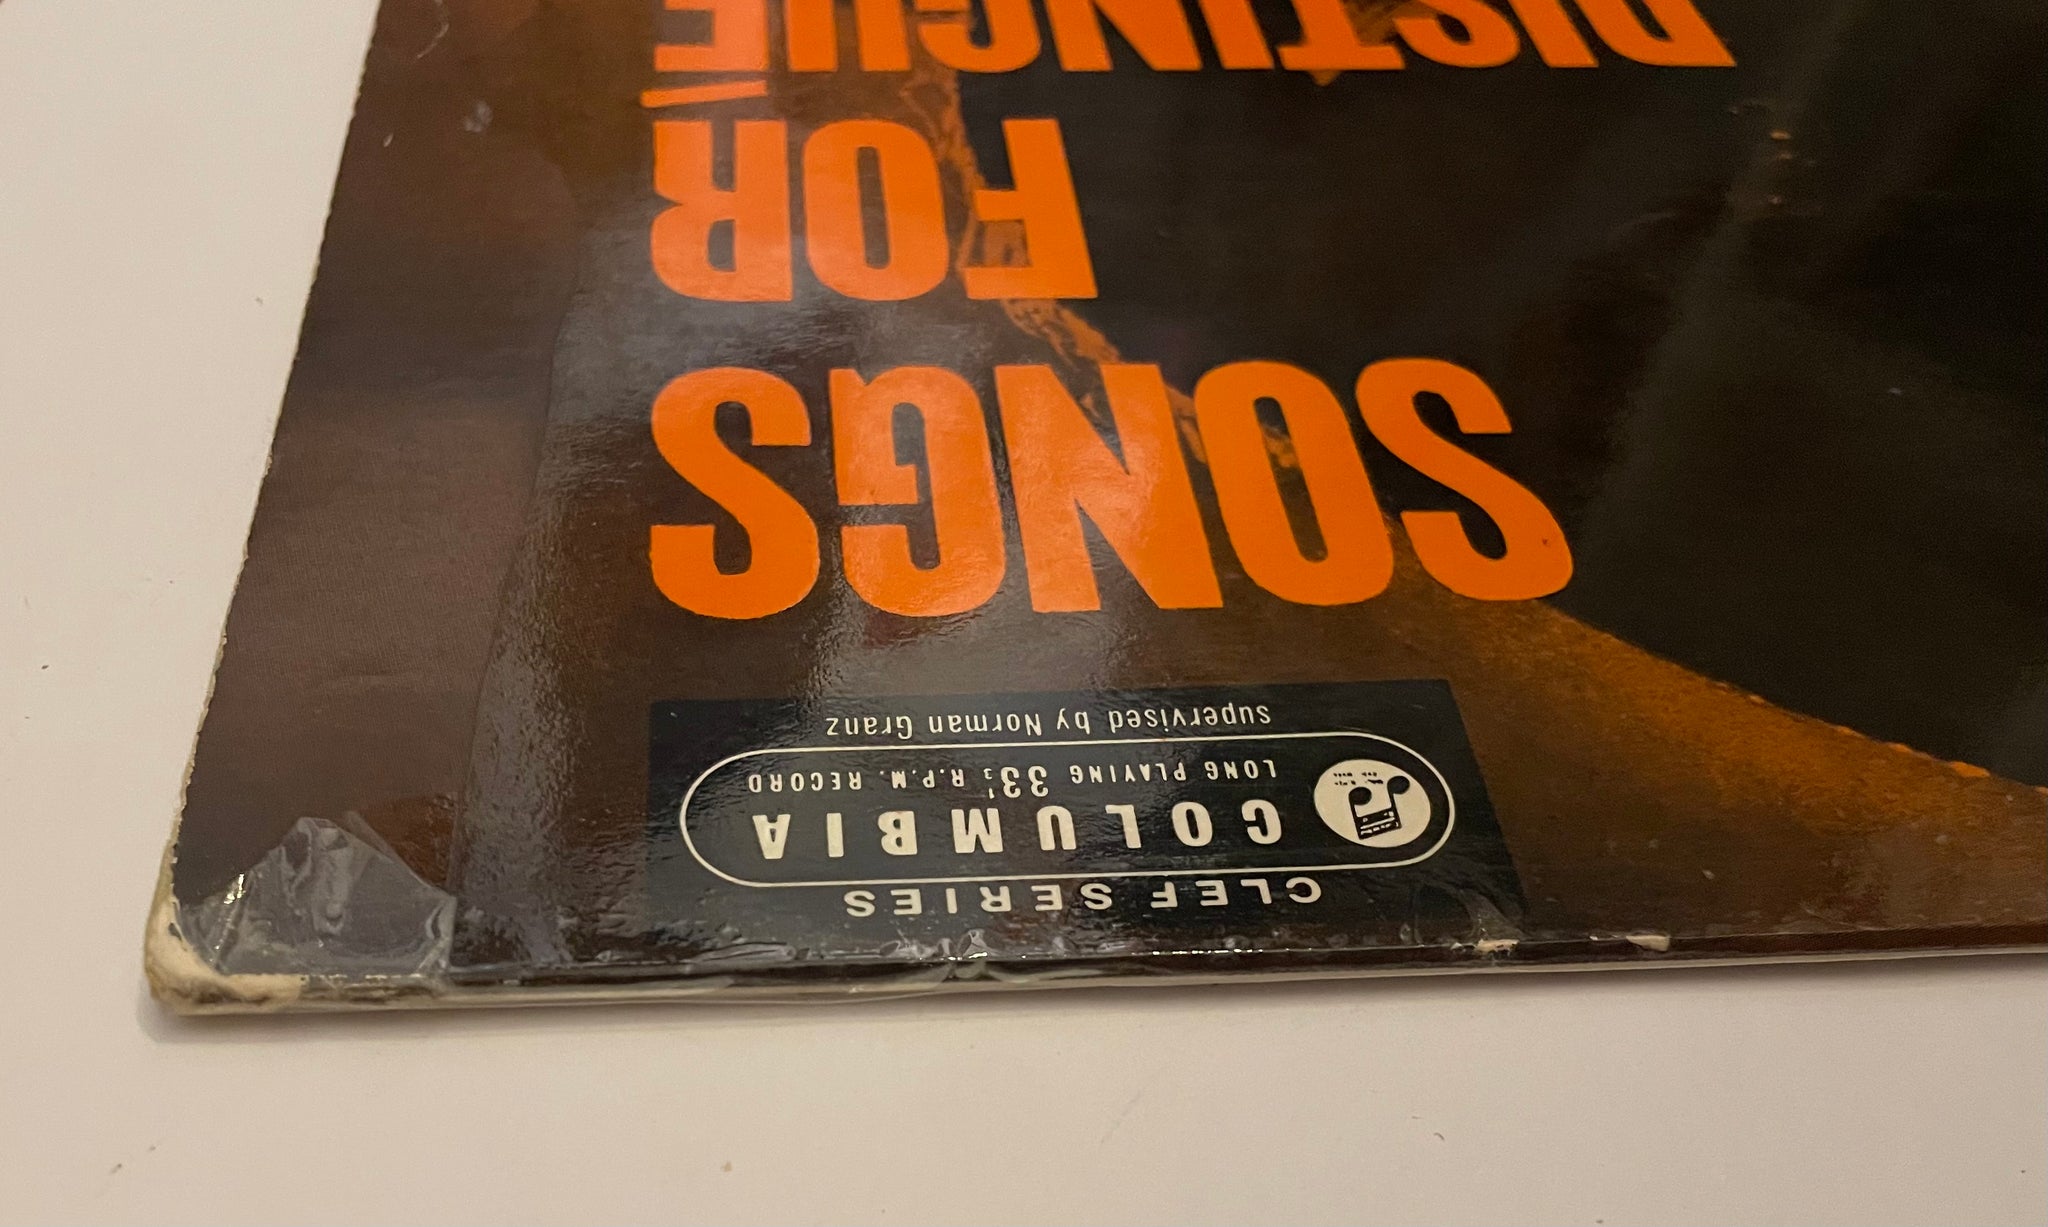 CLEF SERIES
COLUMBIA
LONG PLAYING 33⅓ R.P.M. RECORD
supervised by Norman Granz
SONGS
FOR
DISTINGUÉ